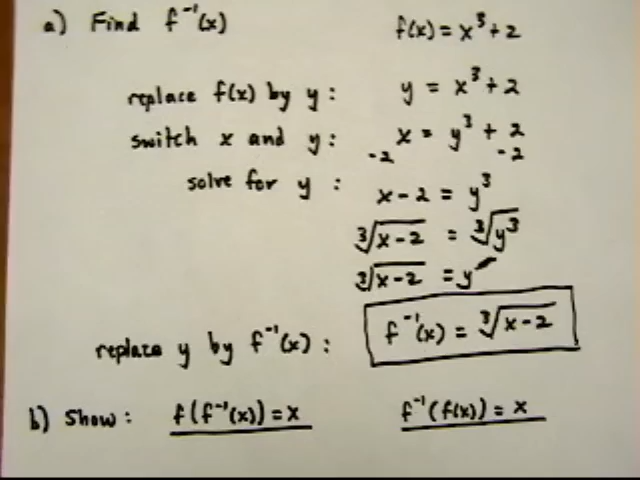 a) Find f⁻¹(x) f(x) = x³ + 2
replace f(x) by y : y = x³ + 2
switch x and y : x = y³ + 2
-2 -2
solve for y : x - 2 = y³
∛(x-2) = ∛(y³)
∛(x-2) = y
replace y by f⁻¹(x) : f⁻¹(x) = ∛(x-2)
b) Show : f(f⁻¹(x)) = x f⁻¹(f(x)) = x